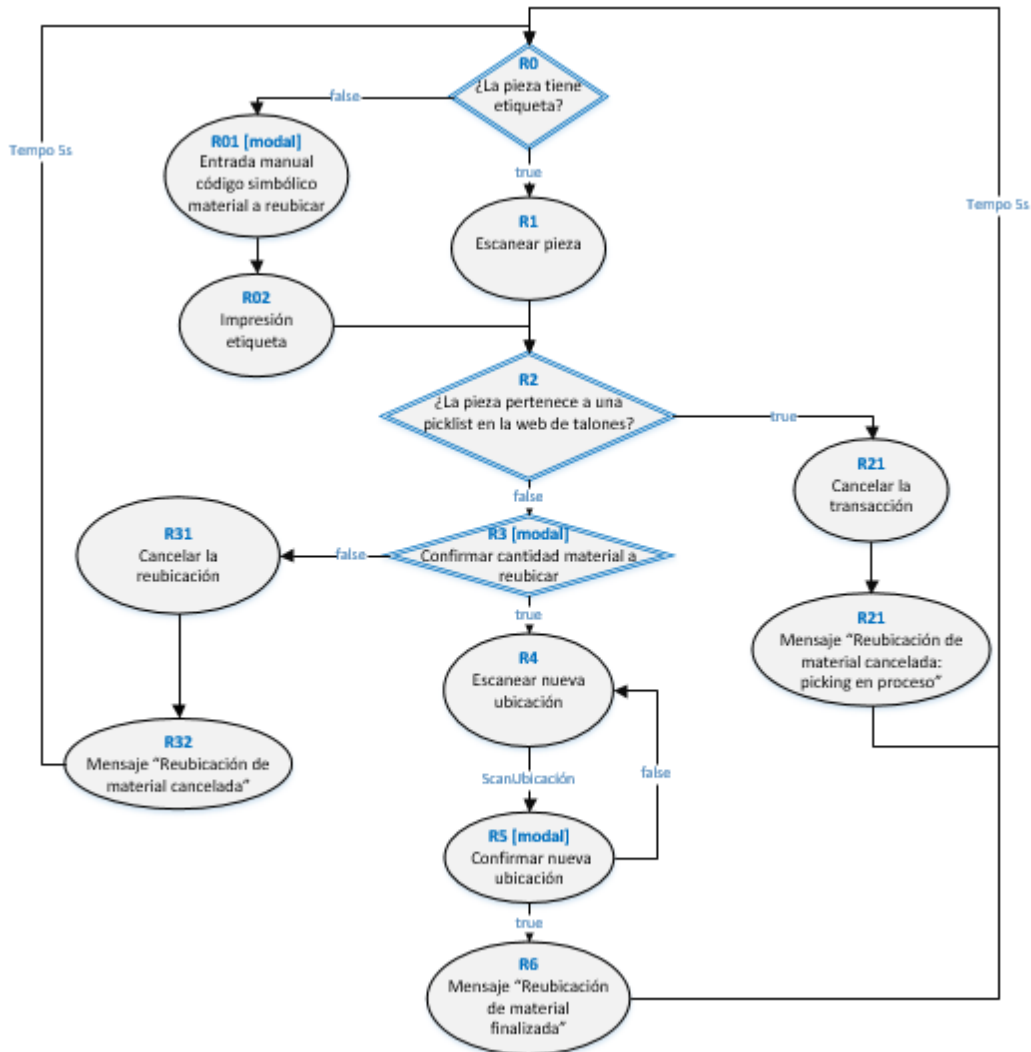 R0
¿La pieza tiene
etiqueta?
false
true
Tempo 5s
R01 [modal]
Entrada manual
código simbólico
material a reubicar
R1
Escanear pieza
Tempo 5s
R02
Impresión
etiqueta
R2
¿La pieza pertenece a una
picklist en la web de talones?
true
false
R21
Cancelar la
transacción
R3 [modal]
Confirmar cantidad material a
reubicar
false
true
R31
Cancelar la
reubicación
R21
Mensaje “Reubicación de
material cancelada:
picking en proceso”
R4
Escanear nueva
ubicación
R32
Mensaje “Reubicación de
material cancelada”
ScanUbicación
false
R5 [modal]
Confirmar nueva
ubicación
true
R6
Mensaje “Reubicación
de material
finalizada”